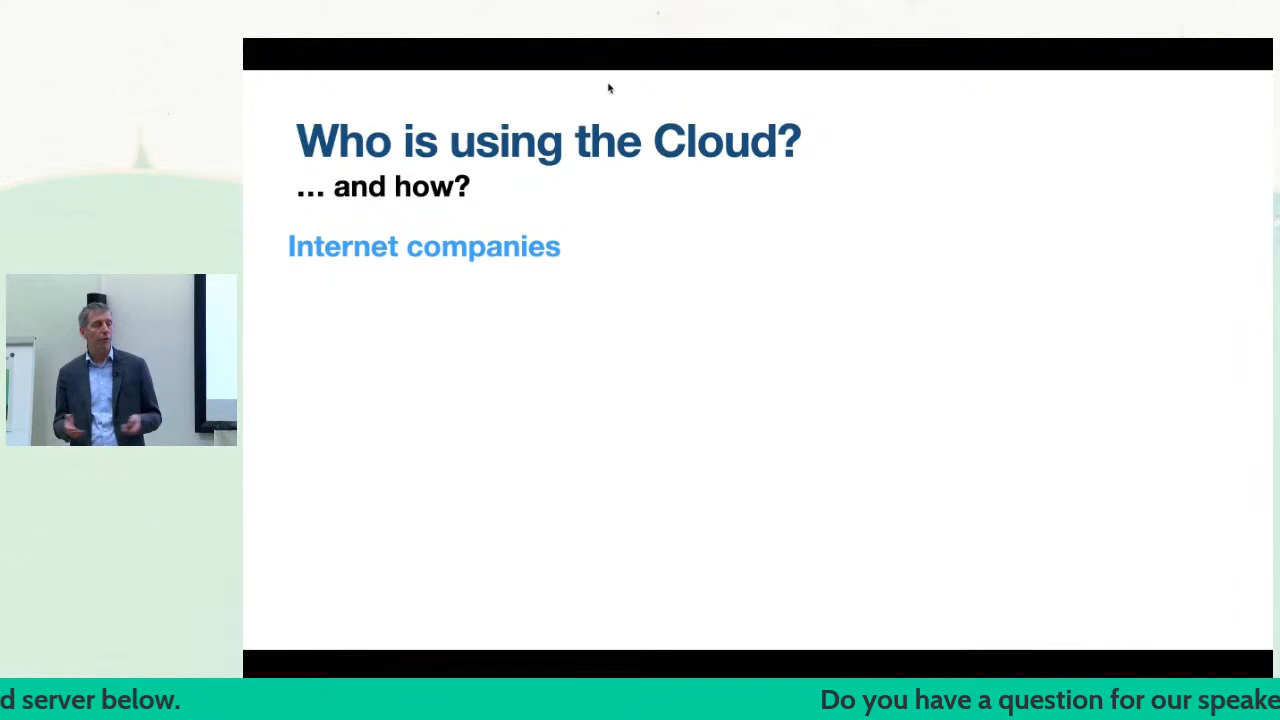 Who is using the Cloud?
... and how?
Internet companies
d server below.
Do you have a question for our speake